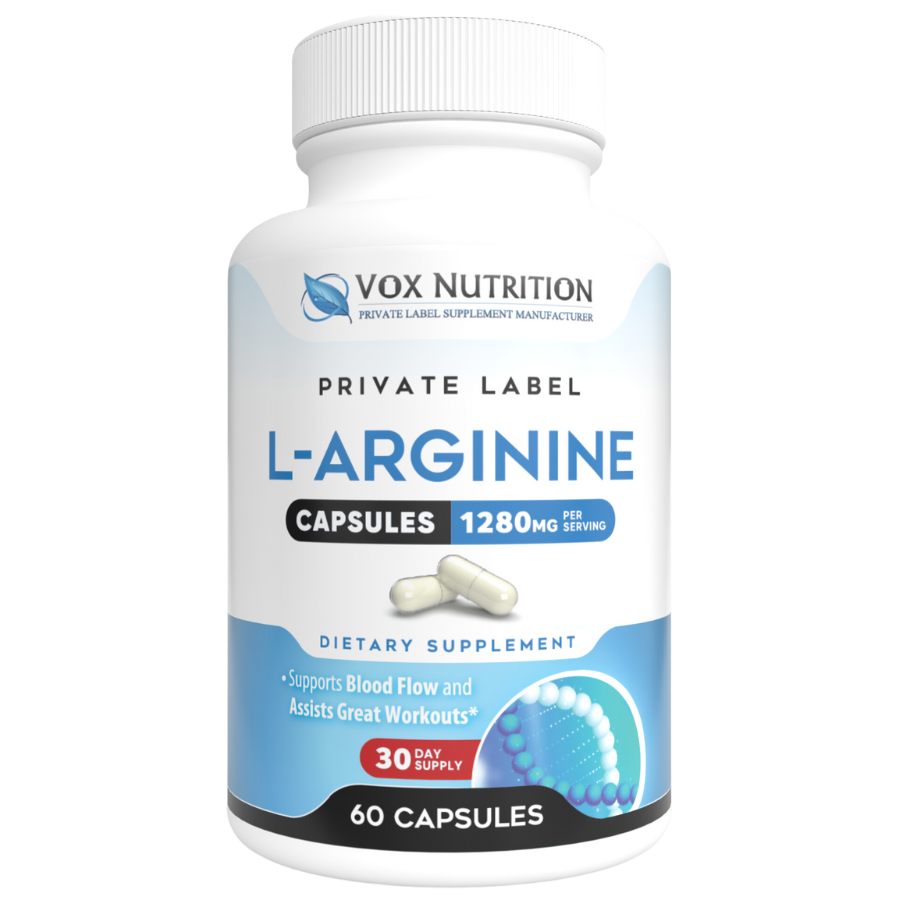 VOX NUTRITION
PRIVATE LABEL SUPPLEMENT MANUFACTURER
PRIVATE LABEL
L-ARGININE
CAPSULES 1280MG PER SERVING
DIETARY SUPPLEMENT
• Supports Blood Flow and
Assists Great Workouts*
30 DAY SUPPLY
60 CAPSULES